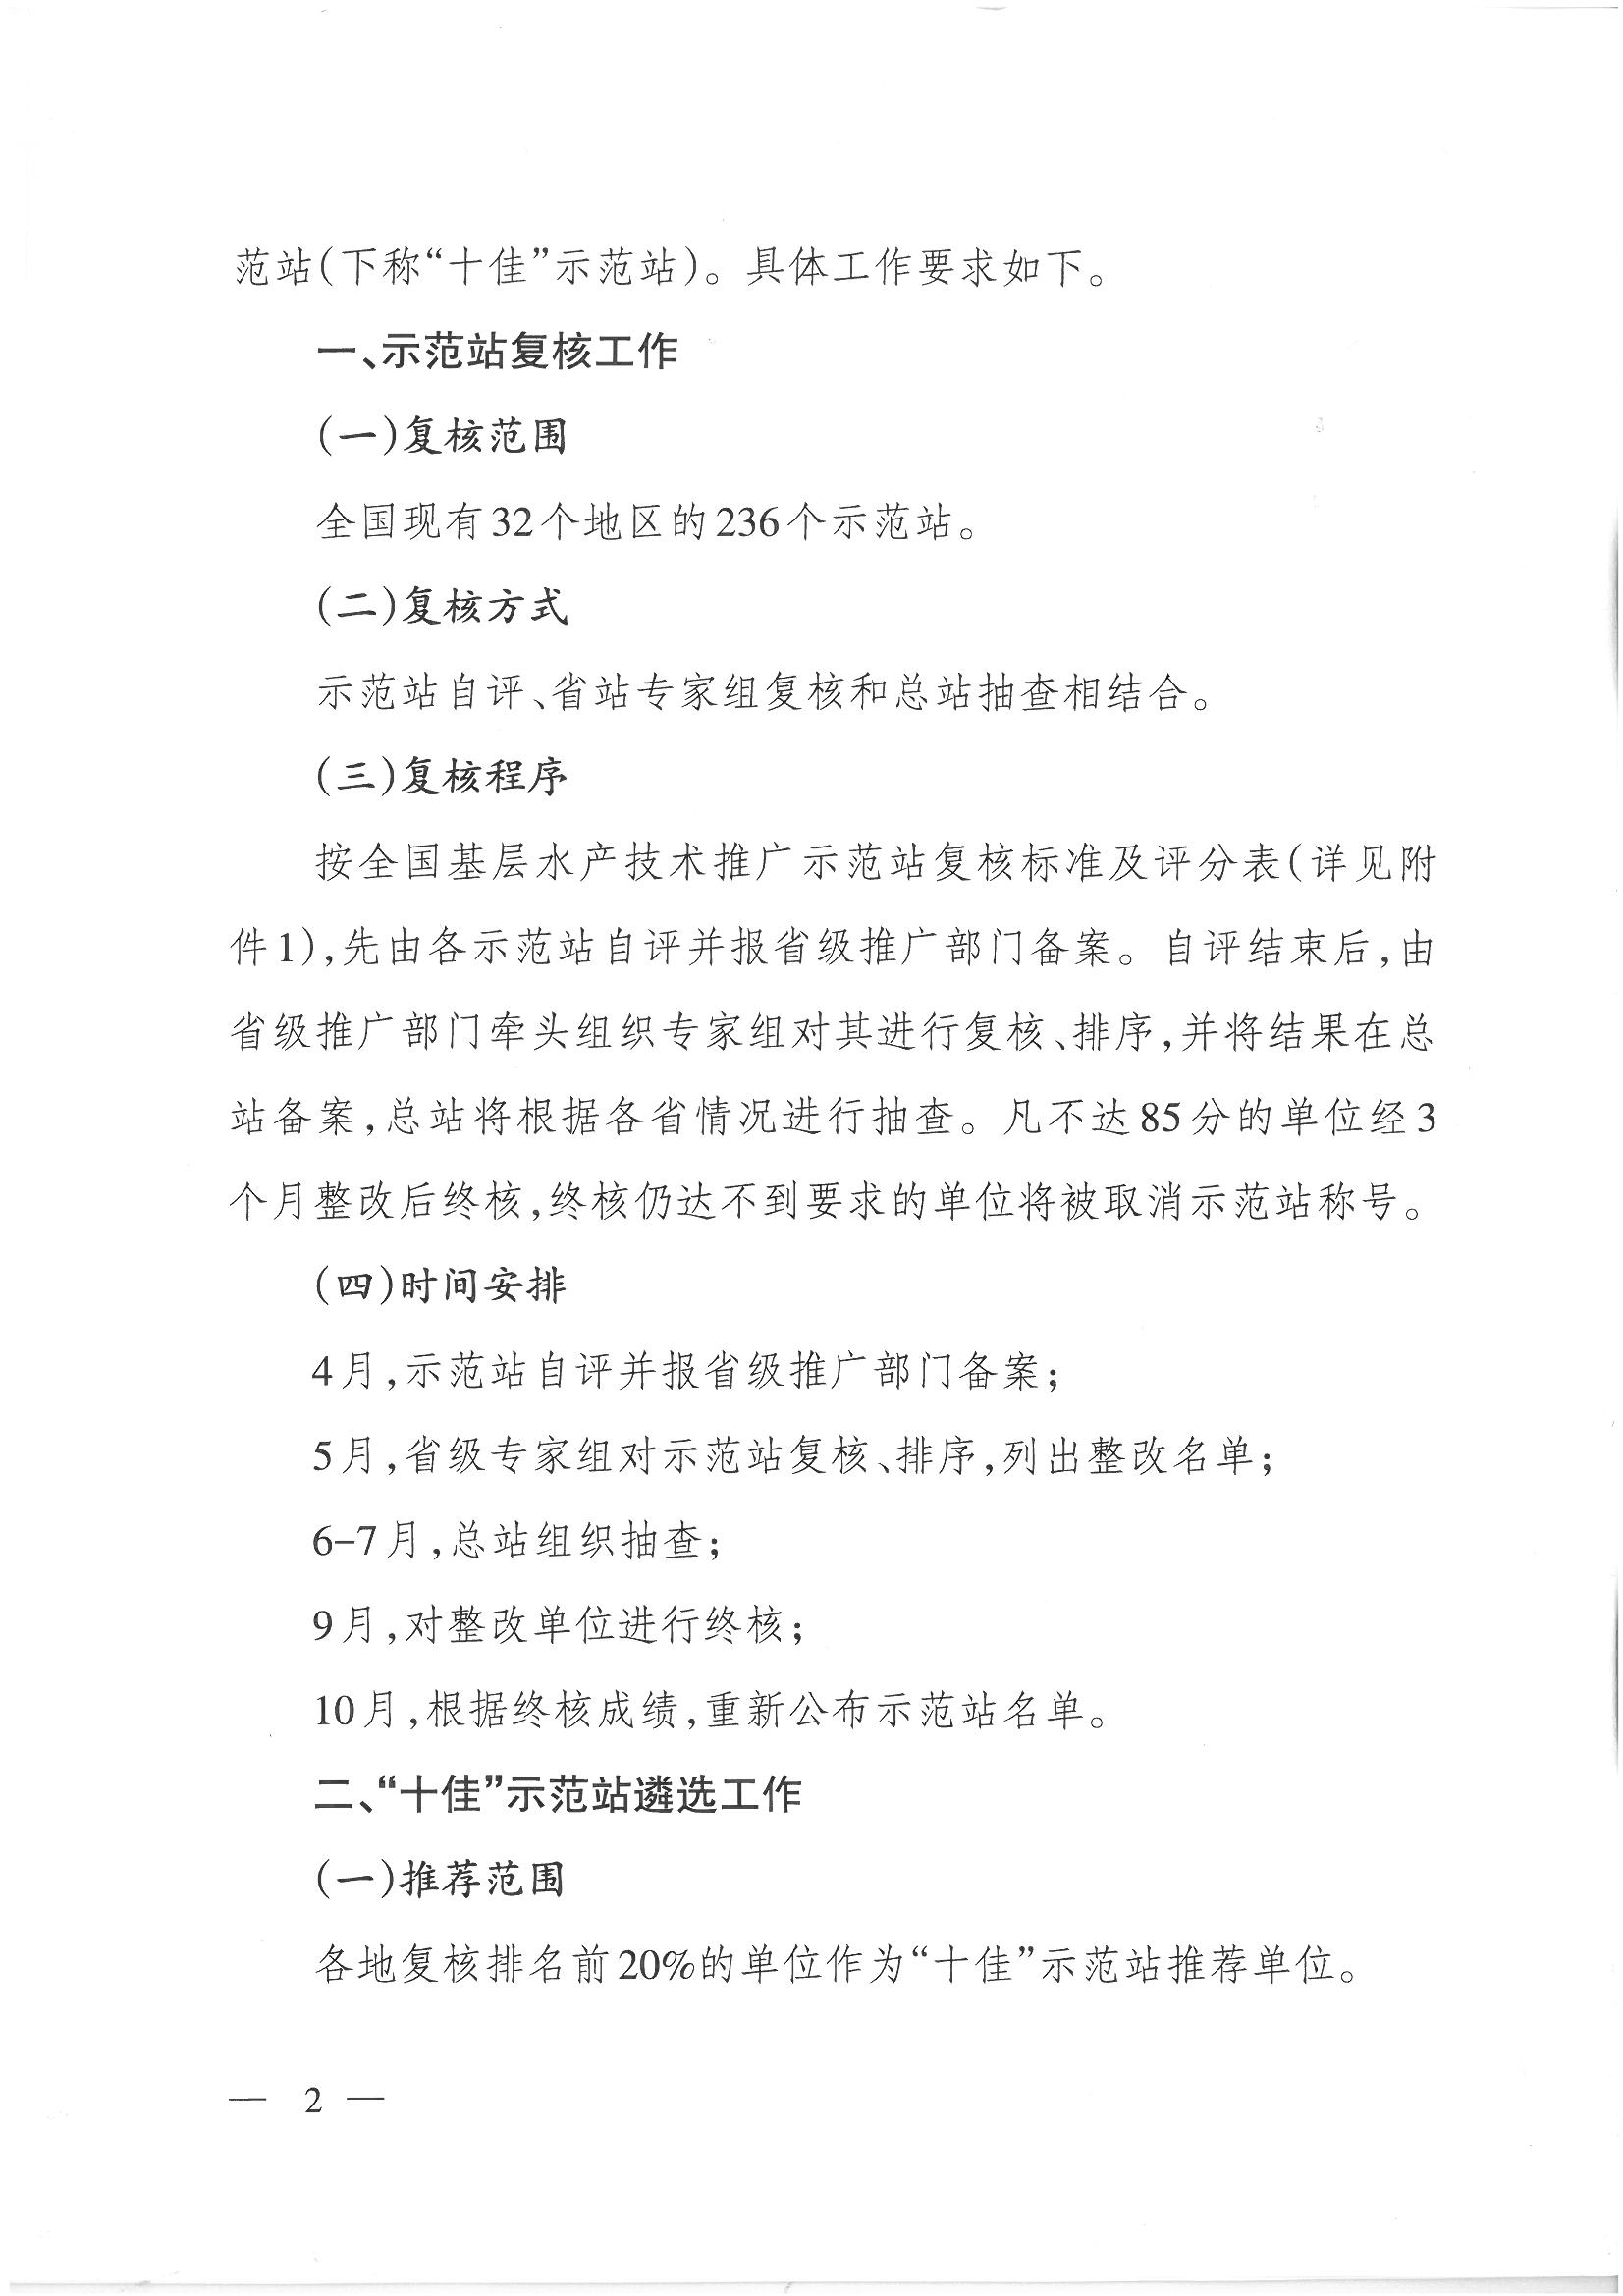 范站(下称“十佳”示范站)。具体工作要求如下。
一、示范站复核工作
(一)复核范围
全国现有32个地区的236个示范站。
(二)复核方式
示范站自评、省站专家组复核和总站抽查相结合。
(三)复核程序
按全国基层水产技术推广示范站复核标准及评分表(详见附
件1),先由各示范站自评并报省级推广部门备案。自评结束后,由
省级推广部门牵头组织专家组对其进行复核、排序,并将结果在总
站备案,总站将根据各省情况进行抽查。凡不达85分的单位经3
个月整改后终核,终核仍达不到要求的单位将被取消示范站称号。
(四)时间安排
4月,示范站自评并报省级推广部门备案;
5月,省级专家组对示范站复核、排序,列出整改名单;
6–7月,总站组织抽查;
9月,对整改单位进行终核;
10月,根据终核成绩,重新公布示范站名单。
二、“十佳”示范站遴选工作
(一)推荐范围
各地复核排名前20%的单位作为“十佳”示范站推荐单位。
— 2 —